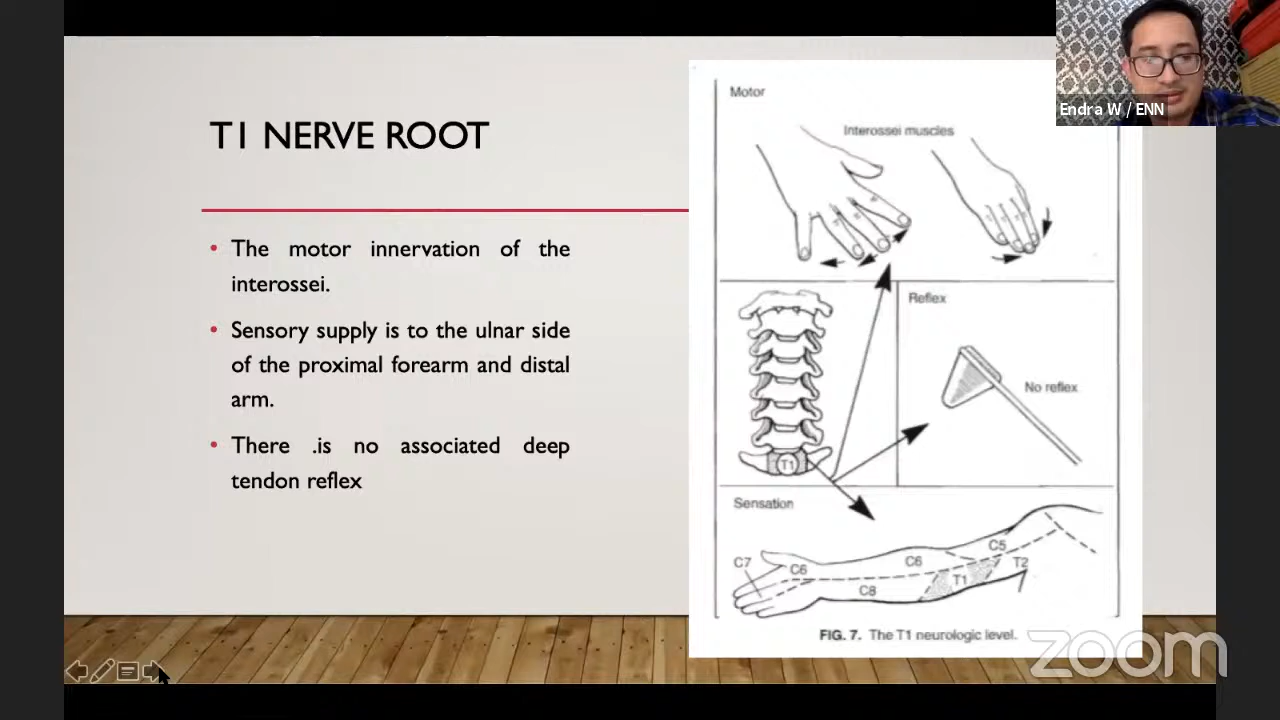 T1 NERVE ROOT
• The motor innervation of the
interossei.
• Sensory supply is to the ulnar side
of the proximal forearm and distal
arm.
• There .is no associated deep
tendon reflex
Motor
Interossei muscles
Reflex
No reflex
T1
Sensation
C7
C6
C6
C5
T2
T1
C8
FIG. 7. The T1 neurologic level.
Endra W / ENN
zoom